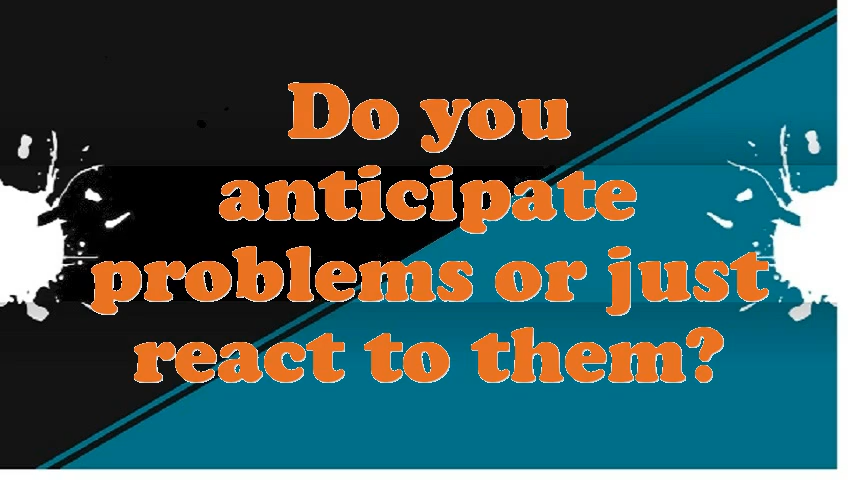 Do you
anticipate
problems or just
react to them?